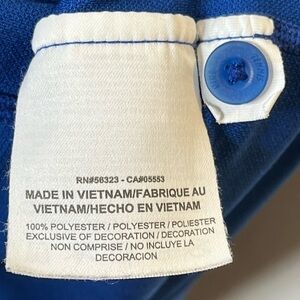 RN#56323 - CA#05553
MADE IN VIETNAM/FABRIQUE AU
VIETNAM/HECHO EN VIETNAM
100% POLYESTER / POLYESTER / POLIESTER
EXCLUSIVE OF DECORATION / DECORATION
NON COMPRISE / NO INCLUYE LA
DECORACION